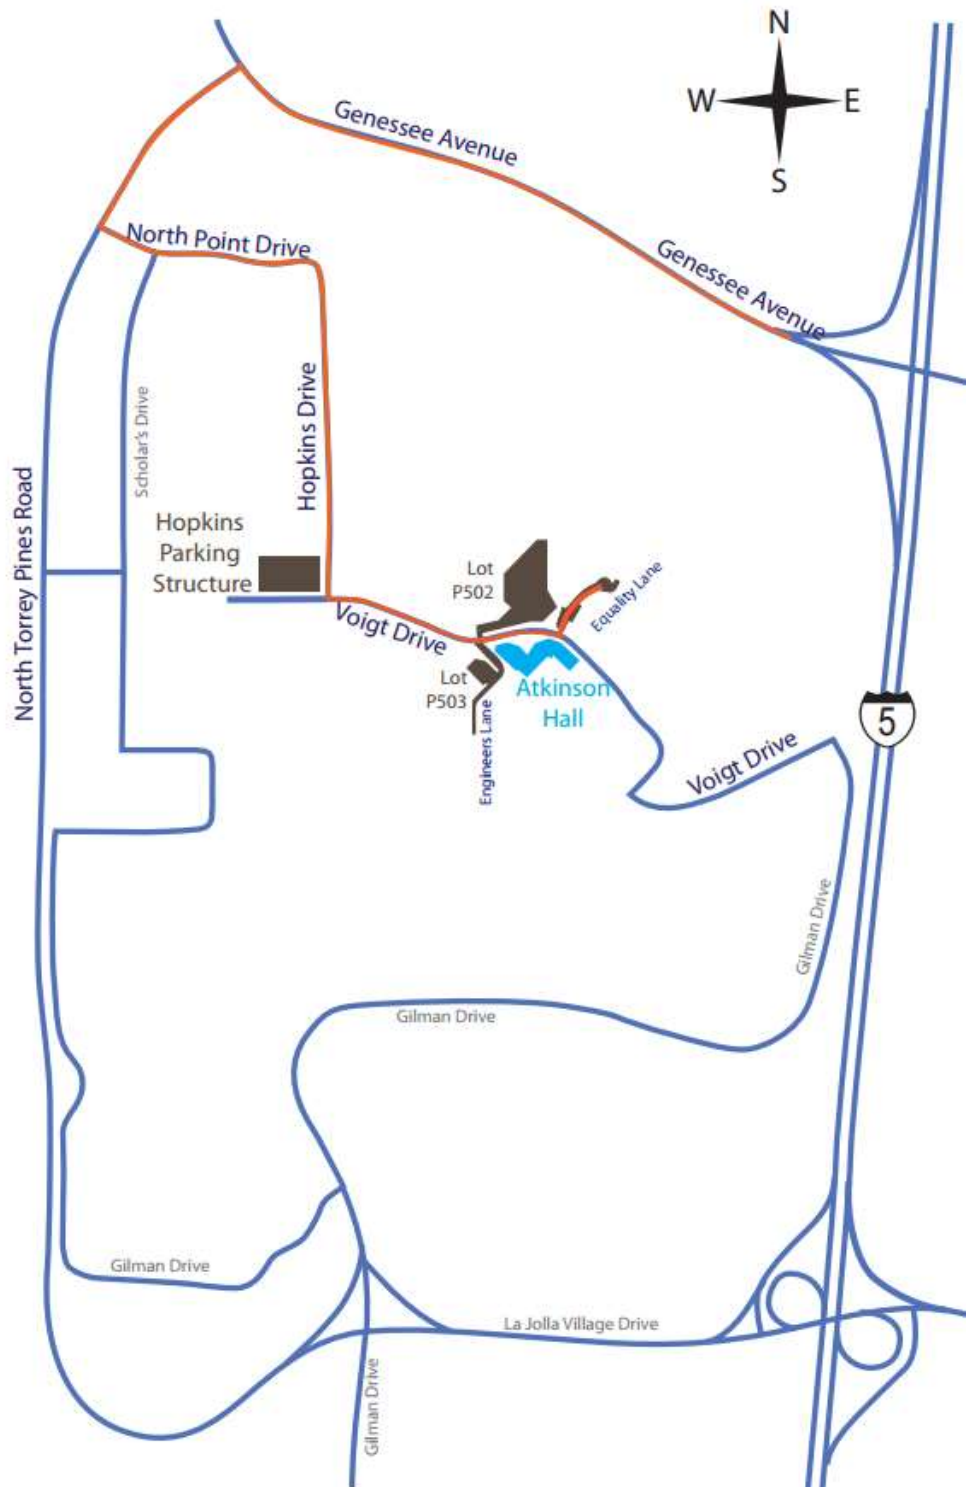 N
W
E
S
Genessee Avenue
North Point Drive
Genessee Avenue
Scholar's Drive
Hopkins Drive
North Torrey Pines Road
Hopkins
Parking
Structure
Lot
P502
Equality Lane
Voigt Drive
Lot
P503
Atkinson
Hall
Engineers Lane
5
Voigt Drive
Gilman Drive
Gilman Drive
Gilman Drive
La Jolla Village Drive
Gilman Drive